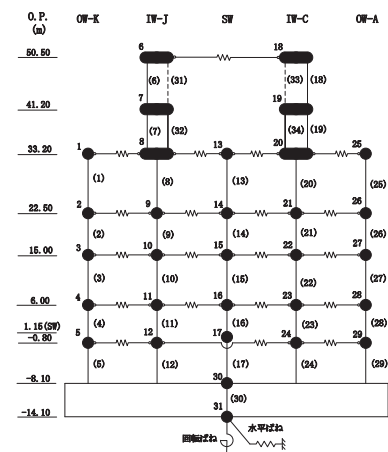 O.P. OW-K IW-J SW IW-C OW-A
(m)
50.50 6 18
(6) (31) (33) (18)
41.20 7 19
(7) (32) (34) (19)
33.20 1 8 13 20 25
(1) (8) (13) (20) (25)
22.50 2 9 14 21 26
(2) (9) (14) (21) (26)
15.00 3 10 15 22 27
(3) (10) (15) (22) (27)
6.00 4 11 16 23 28
1.15(SW) (4) (11) (16) (23) (28)
-0.80 5 12 17 24 29
(5) (12) (17) (24) (29)
-8.10 30
(30)
-14.10 31
水平ばね
回転ばね